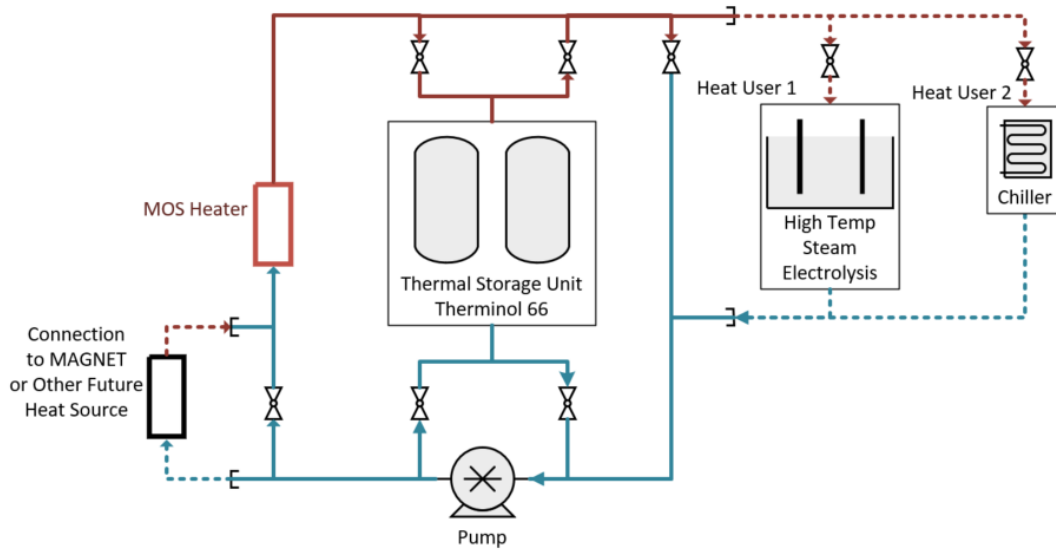 Heat User 1
Heat User 2
MOS Heater
Chiller
High Temp
Steam
Electrolysis
Thermal Storage Unit
Therminol 66
Connection
to MAGNET
or Other Future
Heat Source
Pump